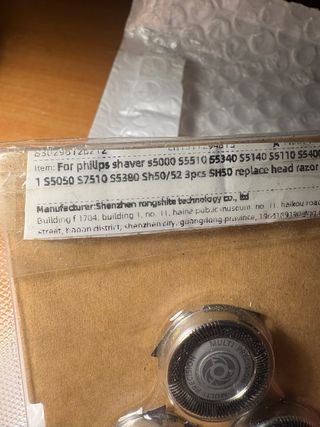 Item: For philips shaver s5000 S5510 S5340 S5140 S5110 S5400
1 S5050 S7510 S5380 Sh50/52 3pcs SH50 replace head razor
Manufacturer:Shenzhen rongshite technology co., ltd
Building f 1704, building 1, no. 11, haina public museum, no. 11, haikou road,
street, baoan district, shenzhen city, guangdong province,
MULTI PRE